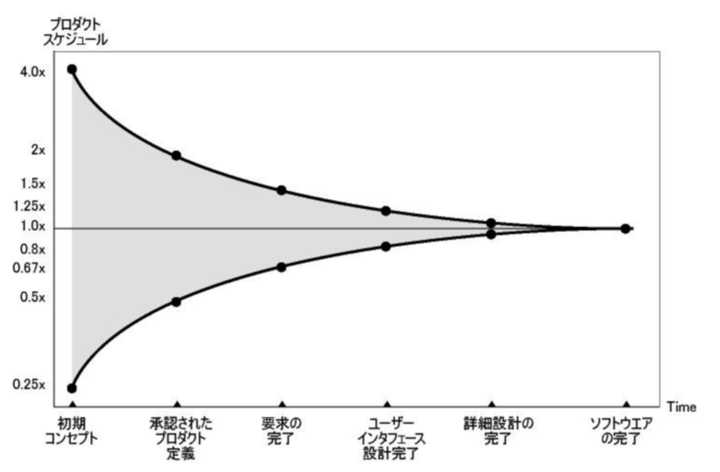 プロダクト
スケジュール
4.0x
2x
1.5x
1.25x
1.0x
0.8x
0.67x
0.5x
0.25x
Time
初期
コンセプト
承認された
プロダクト
定義
要求の
完了
ユーザー
インタフェース
設計完了
詳細設計の
完了
ソフトウエア
の完了